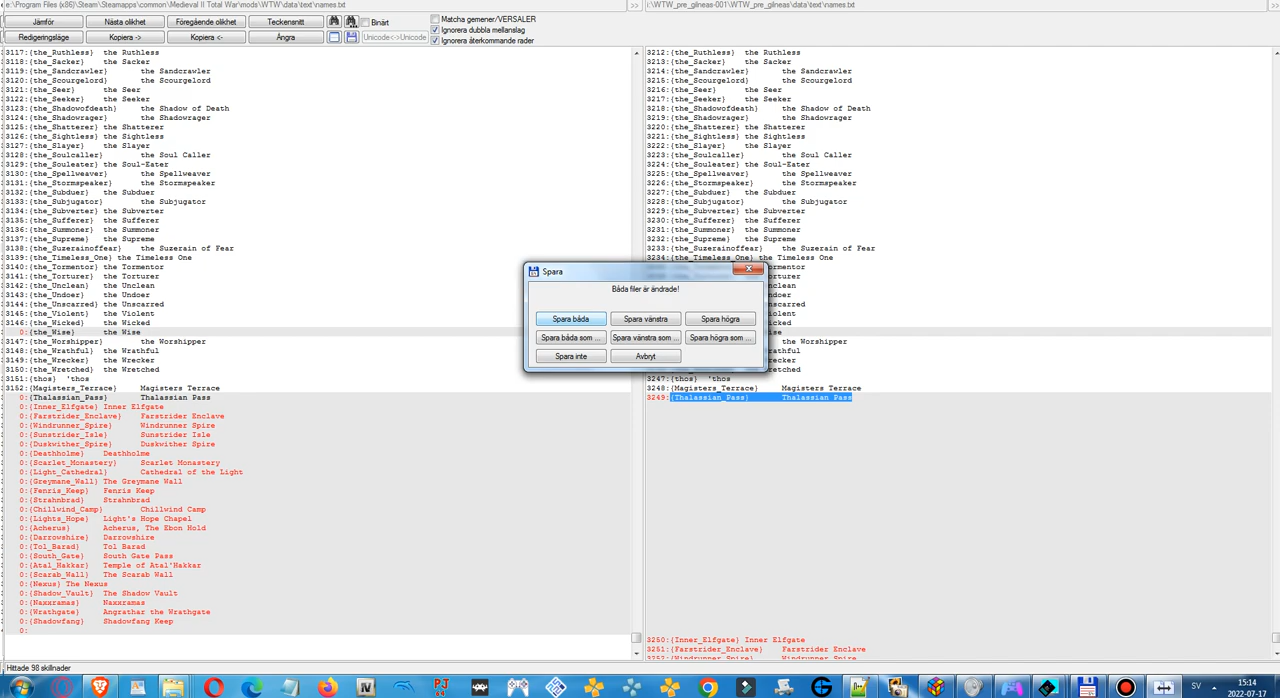 e:\Program Files (x86)\Steam\Steamapps\common\Medieval II Total War\mods\WTW\data\text\names.txt >> i:\WTW_pre_gilneas-001\WTW_pre_gilneas\data\text\names.txt >>
Jämför Nästa olikhet Föregående olikhet Teckensnitt Binärt Matcha gemener/VERSALER
Ignorera dubbla mellanslag
Redigeringsläge Kopiera -> Kopiera <- Ångra Unicode<->Unicode Ignorera återkommande rader
3117:{the_Ruthless} the Ruthless
3118:{the_Sacker} the Sacker
3119:{the_Sandcrawler} the Sandcrawler
3120:{the_Scourgelord} the Scourgelord
3121:{the_Seer} the Seer
3122:{the_Seeker} the Seeker
3123:{the_Shadowofdeath} the Shadow of Death
3124:{the_Shadowrager} the Shadowrager
3125:{the_Shatterer} the Shatterer
3126:{the_Sightless} the Sightless
3127:{the_Slayer} the Slayer
3128:{the_Soulcaller} the Soul Caller
3129:{the_Souleater} the Soul-Eater
3130:{the_Spellweaver} the Spellweaver
3131:{the_Stormspeaker} the Stormspeaker
3132:{the_Subduer} the Subduer
3133:{the_Subjugator} the Subjugator
3134:{the_Subverter} the Subverter
3135:{the_Sufferer} the Sufferer
3136:{the_Summoner} the Summoner
3137:{the_Supreme} the Supreme
3138:{the_Suzerainoffear} the Suzerain of Fear
3139:{the_Timeless_One} the Timeless One
3140:{the_Tormentor} the Tormentor
3141:{the_Torturer} the Torturer
3142:{the_Unclean} the Unclean
3143:{the_Undoer} the Undoer
3144:{the_Unscarred} the Unscarred
3145:{the_Violent} the Violent
3146:{the_Wicked} the Wicked
0:{the_Wise} the Wise
3147:{the_Worshipper} the Worshipper
3148:{the_Wrathful} the Wrathful
3149:{the_Wrecker} the Wrecker
3150:{the_Wretched} the Wretched
3151:{thos} 'thos
3152:{Magisters_Terrace} Magisters Terrace
0:{Thalassian_Pass} Thalassian Pass
0:{Inner_Elfgate} Inner Elfgate
0:{Farstrider_Enclave} Farstrider Enclave
0:{Windrunner_Spire} Windrunner Spire
0:{Sunstrider_Isle} Sunstrider Isle
0:{Duskwither_Spire} Duskwither Spire
0:{Deathholme} Deathholme
0:{Scarlet_Monastery} Scarlet Monastery
0:{Light_Cathedral} Cathedral of the Light
0:{Greymane_Wall} The Greymane Wall
0:{Fenris_Keep} Fenris Keep
0:{Strahnbrad} Strahnbrad
0:{Chillwind_Camp} Chillwind Camp
0:{Lights_Hope} Light's Hope Chapel
0:{Acherus} Acherus, The Ebon Hold
0:{Darrowshire} Darrowshire
0:{Tol_Barad} Tol Barad
0:{South_Gate} South Gate Pass
0:{Atal_Hakkar} Temple of Atal'Hakkar
0:{Scarab_Wall} The Scarab Wall
0:{Nexus} The Nexus
0:{Shadow_Vault} The Shadow Vault
0:{Naxxramas} Naxxramas
0:{Wrathgate} Angrathar the Wrathgate
0:{Shadowfang} Shadowfang Keep
0:
3212:{the_Ruthless} the Ruthless
3213:{the_Sacker} the Sacker
3214:{the_Sandcrawler} the Sandcrawler
3215:{the_Scourgelord} the Scourgelord
3216:{the_Seer} the Seer
3217:{the_Seeker} the Seeker
3218:{the_Shadowofdeath} the Shadow of Death
3219:{the_Shadowrager} the Shadowrager
3220:{the_Shatterer} the Shatterer
3221:{the_Sightless} the Sightless
3222:{the_Slayer} the Slayer
3223:{the_Soulcaller} the Soul Caller
3224:{the_Souleater} the Soul-Eater
3225:{the_Spellweaver} the Spellweaver
3226:{the_Stormspeaker} the Stormspeaker
3227:{the_Subduer} the Subduer
3228:{the_Subjugator} the Subjugator
3229:{the_Subverter} the Subverter
3230:{the_Sufferer} the Sufferer
3231:{the_Summoner} the Summoner
3232:{the_Supreme} the Supreme
3233:{the_Suzerainoffear} the Suzerain of Fear
3234:{the_Timeless_One} the Timeless One
Tormentor
Torturer
Unclean
Undoer
Unscarred
Violent
Wicked
Wise
the Worshipper
Wrathful
Wrecker
Wretched
3247:{thos} 'thos
3248:{Magisters_Terrace} Magisters Terrace
3249:{Thalassian_Pass} Thalassian Pass
3250:{Inner_Elfgate} Inner Elfgate
3251:{Farstrider_Enclave} Farstrider Enclave
3252:{Windrunner_Spire} Windrunner Spire
Spara
Båda filer är ändrade!
Spara båda Spara vänstra Spara högra
Spara båda som ... Spara vänstra som ... Spara högra som ...
Spara inte Avbryt
Hittade 98 skillnader
PJ 64
SV
15:14
2022-07-17